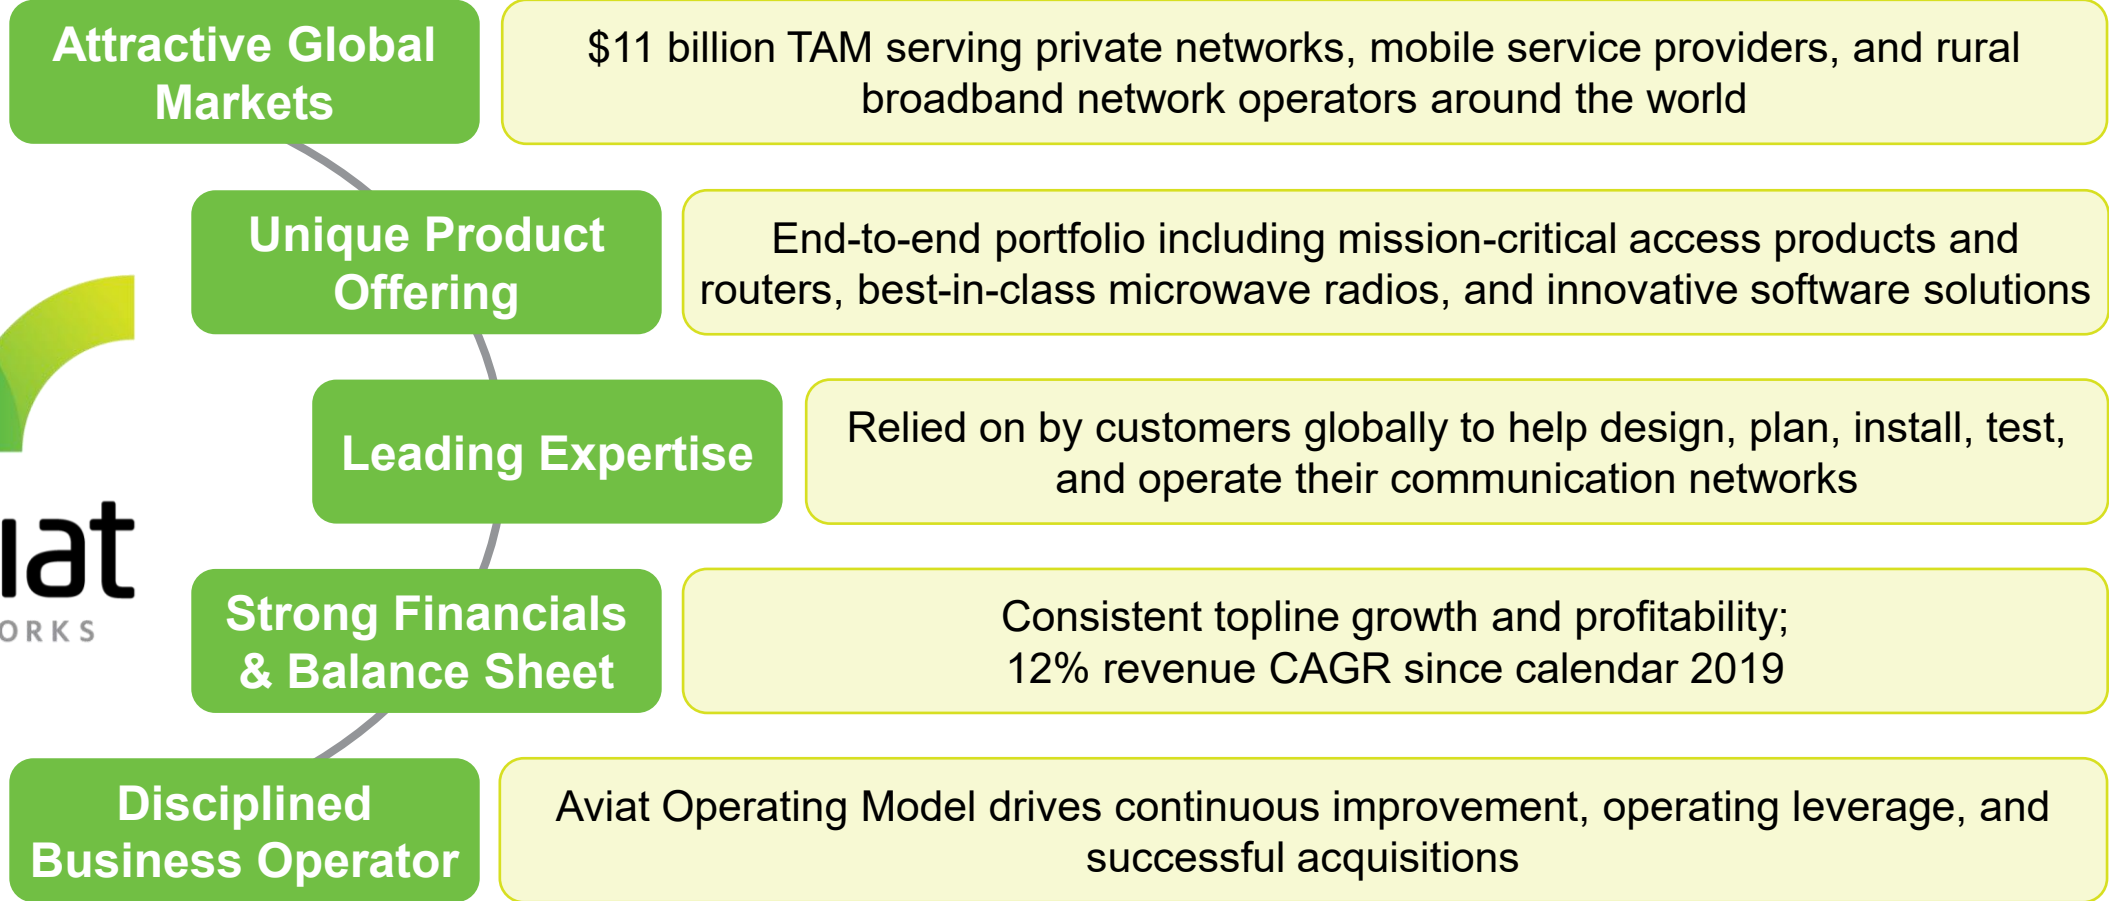 Attractive Global
Markets
$11 billion TAM serving private networks, mobile service providers, and rural
broadband network operators around the world
Unique Product
Offering
End-to-end portfolio including mission-critical access products and
routers, best-in-class microwave radios, and innovative software solutions
Leading Expertise
Relied on by customers globally to help design, plan, install, test,
and operate their communication networks
Strong Financials
& Balance Sheet
Consistent topline growth and profitability;
12% revenue CAGR since calendar 2019
Disciplined
Business Operator
Aviat Operating Model drives continuous improvement, operating leverage, and
successful acquisitions